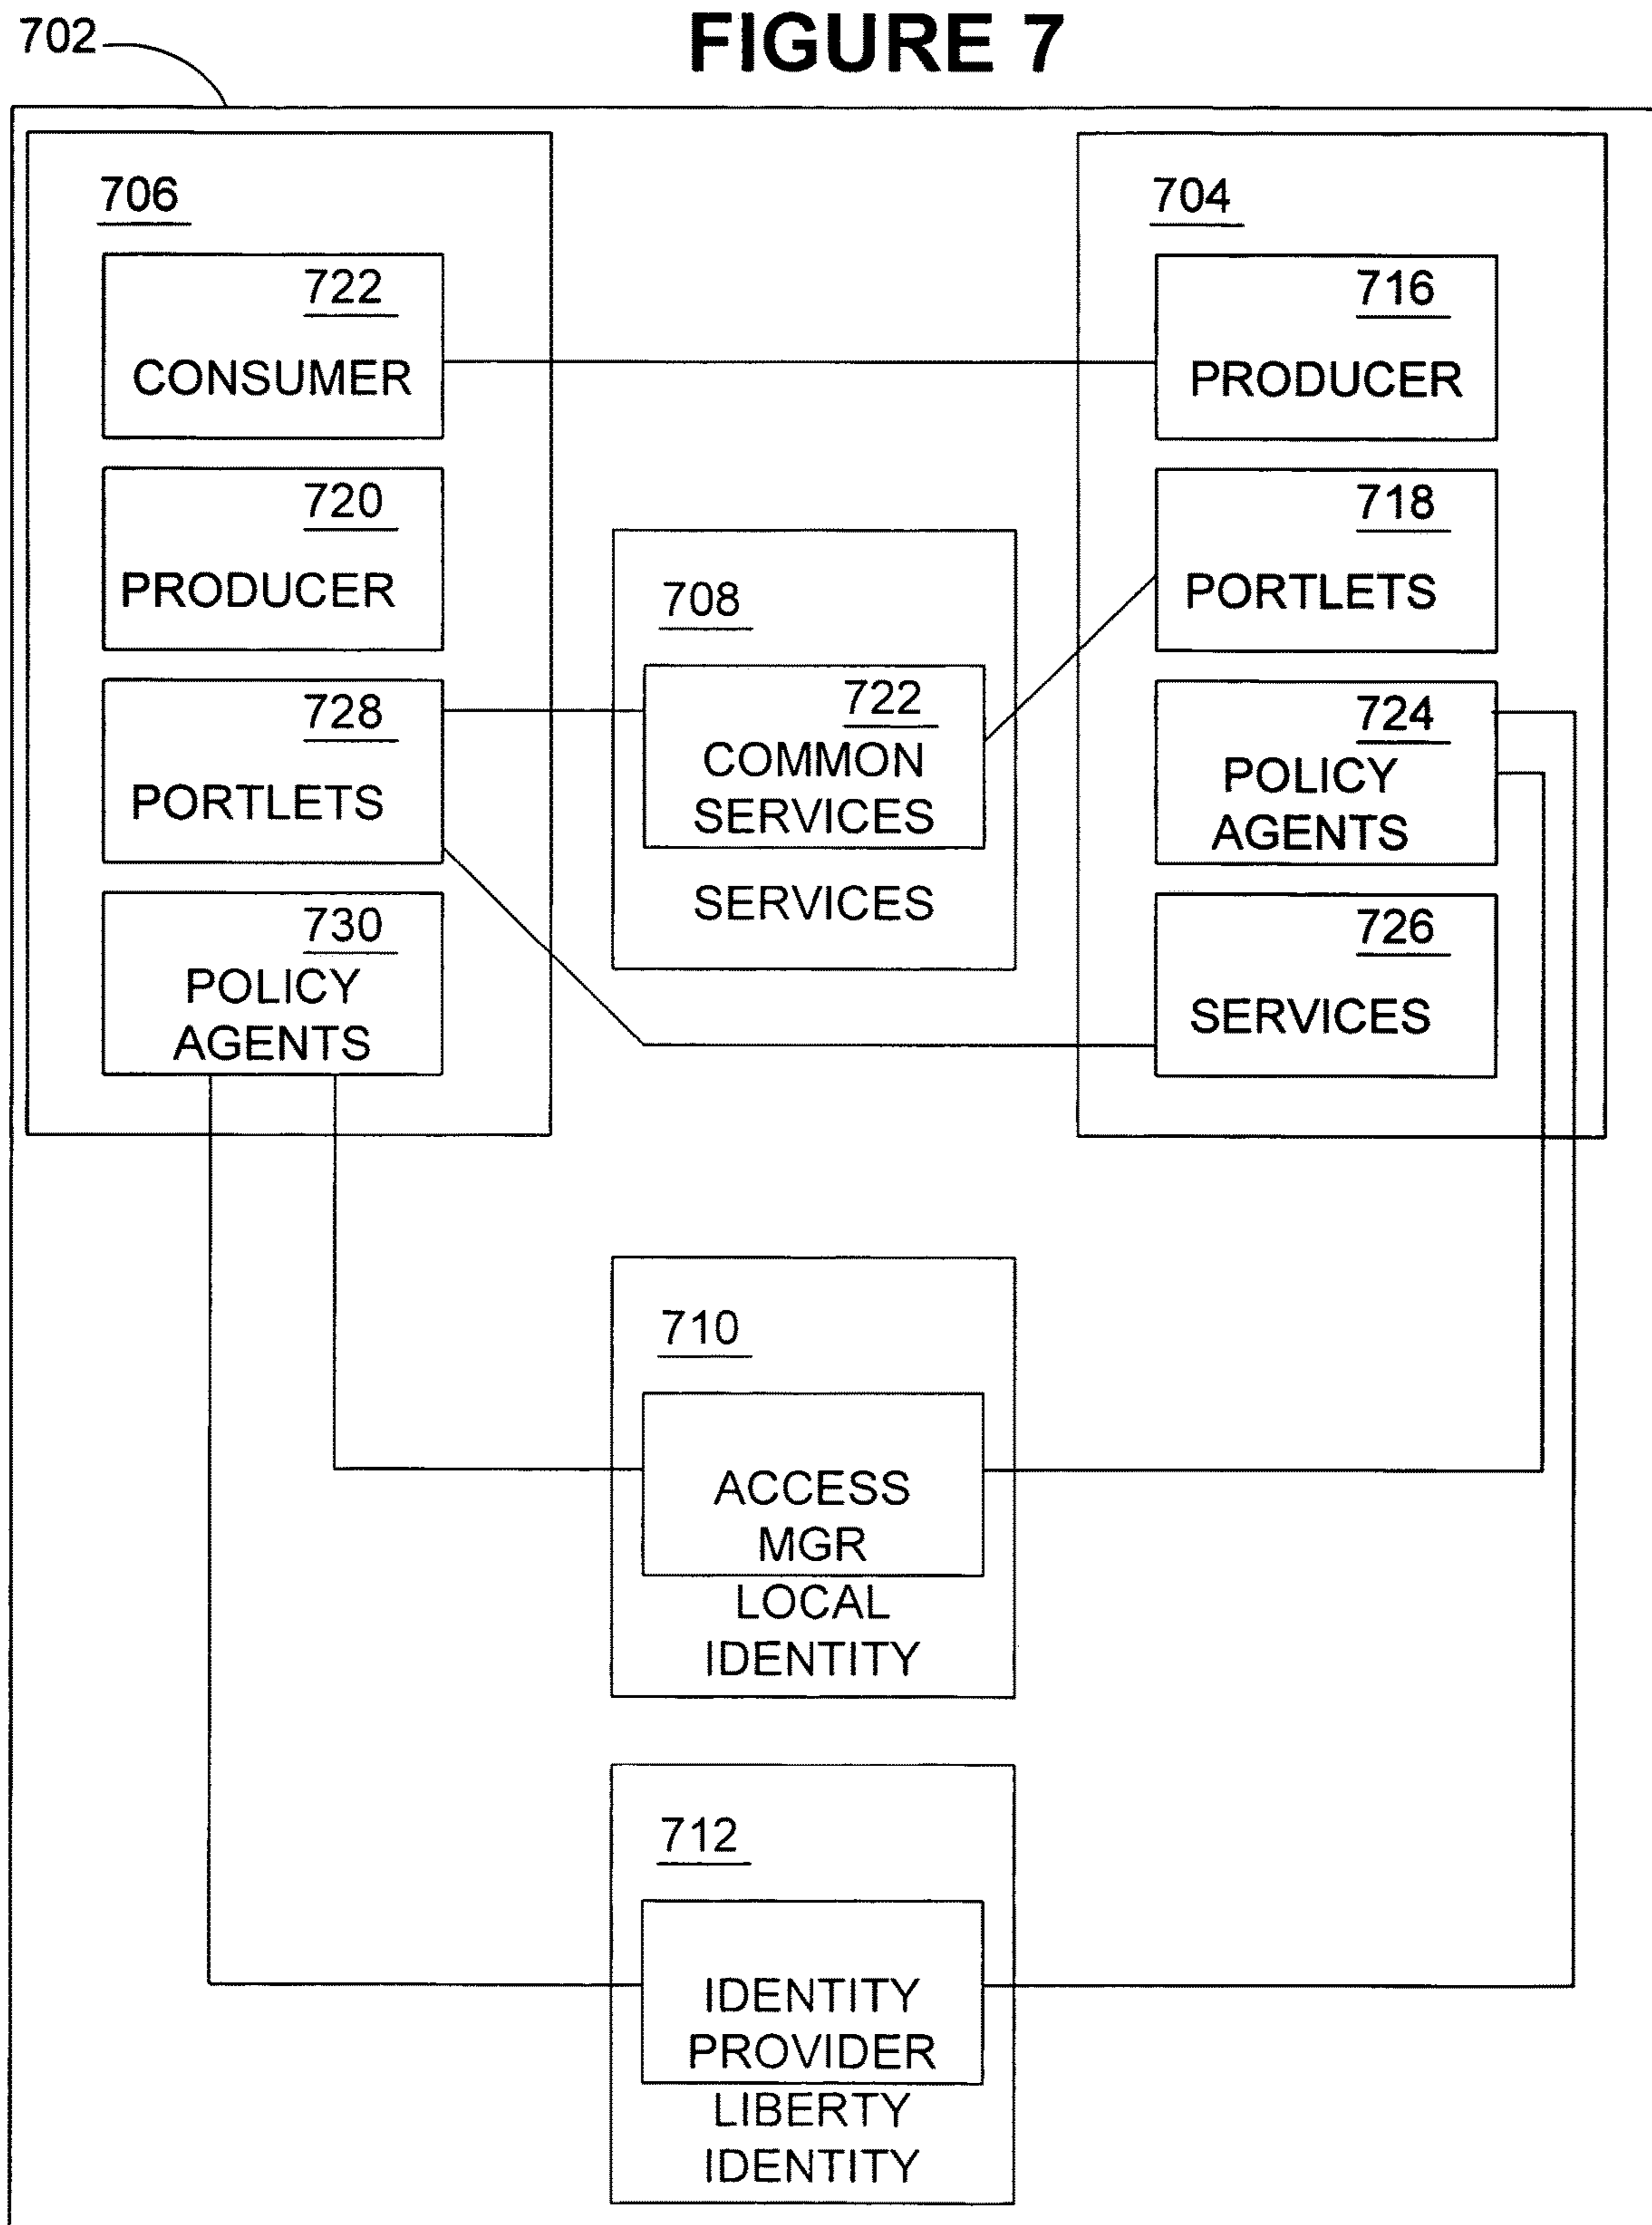 FIGURE 7
702
706
722
CONSUMER
720
PRODUCER
728
PORTLETS
730
POLICY
AGENTS
708
722
COMMON
SERVICES
SERVICES
704
716
PRODUCER
718
PORTLETS
724
POLICY
AGENTS
726
SERVICES
710
ACCESS
MGR
LOCAL
IDENTITY
712
IDENTITY
PROVIDER
LIBERTY
IDENTITY